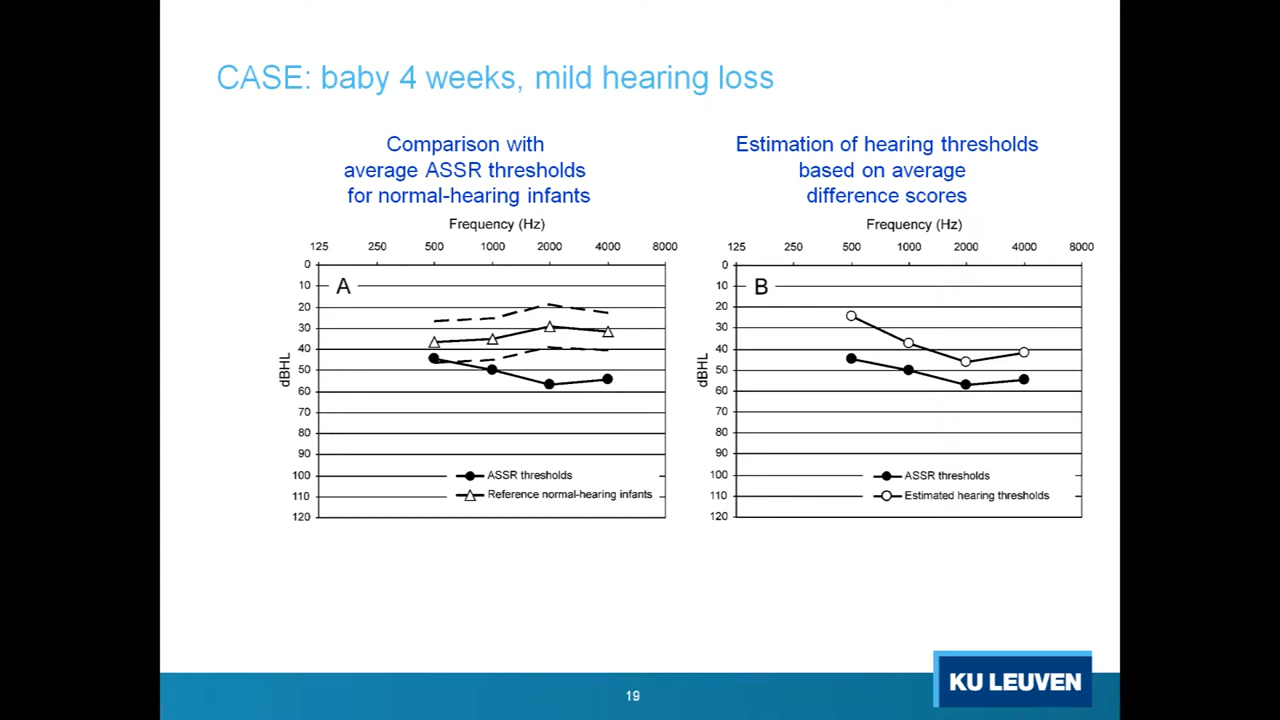 CASE: baby 4 weeks, mild hearing loss
Comparison with
average ASSR thresholds
for normal-hearing infants
Frequency (Hz)
125 250 500 1000 2000 4000 8000
0
10
20
30
40
50
60
70
80
90
100
110
120
dBHL
A
ASSR thresholds
Reference normal-hearing infants
Estimation of hearing thresholds
based on average
difference scores
Frequency (Hz)
125 250 500 1000 2000 4000 8000
0
10
20
30
40
50
60
70
80
90
100
110
120
dBHL
B
ASSR thresholds
Estimated hearing thresholds
19
KU LEUVEN